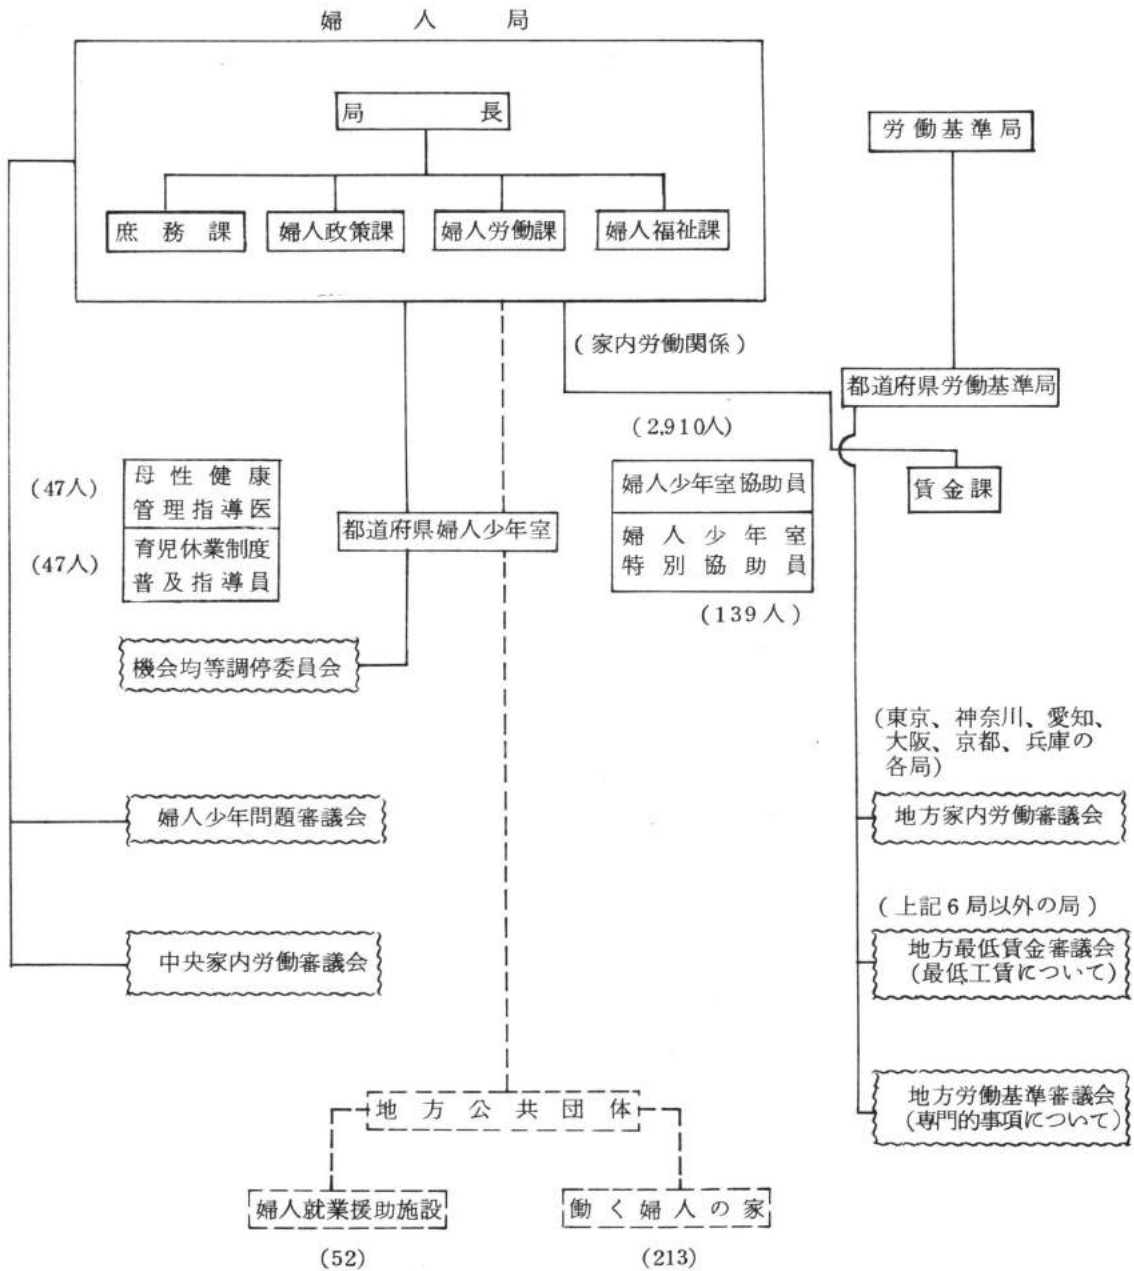 婦人局
局長
労働基準局
庶務課
婦人政策課
婦人労働課
婦人福祉課
(家内労働関係)
都道府県労働基準局
(2,910人)
賃金課
(47人)
母性健康
管理指導医
(47人)
育児休業制度
普及指導員
都道府県婦人少年室
婦人少年室協助員
婦人少年室
特別協助員
(139人)
機会均等調停委員会
(東京、神奈川、愛知、
大阪、京都、兵庫の
各局)
婦人少年問題審議会
地方家内労働審議会
(上記6局以外の局)
中央家内労働審議会
地方最低賃金審議会
(最低工賃について)
地方公共団体
地方労働基準審議会
(専門的事項について)
婦人就業援助施設
働く婦人の家
(52)
(213)